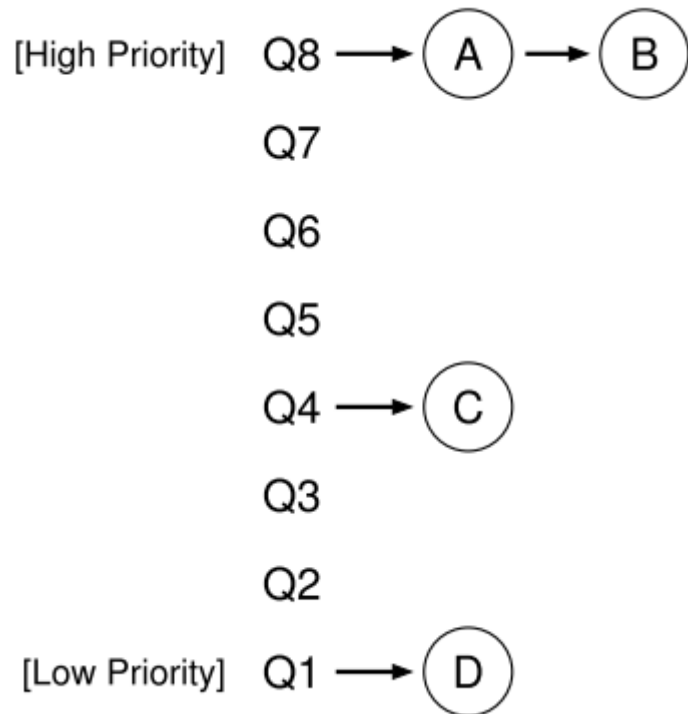 [High Priority] Q8 A B
Q7
Q6
Q5
Q4 C
Q3
Q2
[Low Priority] Q1 D